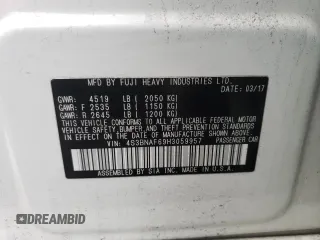 MFD BY FUJI HEAVY INDUSTRIES LTD.
DATE: 03/17
GVWR: 4519 LB (2050 KG)
GAWR: F 2535 LB (1150 KG)
GAWR: R 2645 LB (1200 KG)
THIS VEHICLE CONFORMS TO ALL APPLICABLE FEDERAL MOTOR
VEHICLE SAFETY, BUMPER, AND THEFT PREVENTION STANDARDS
IN EFFECT ON THE DATE OF MANUFACTURE SHOWN ABOVE.
VIN: 4S3BNAF69H3059957 PASSENGER CAR
ASSEMBLED BY SIA INC. MADE IN U.S.A.
DREAMBID